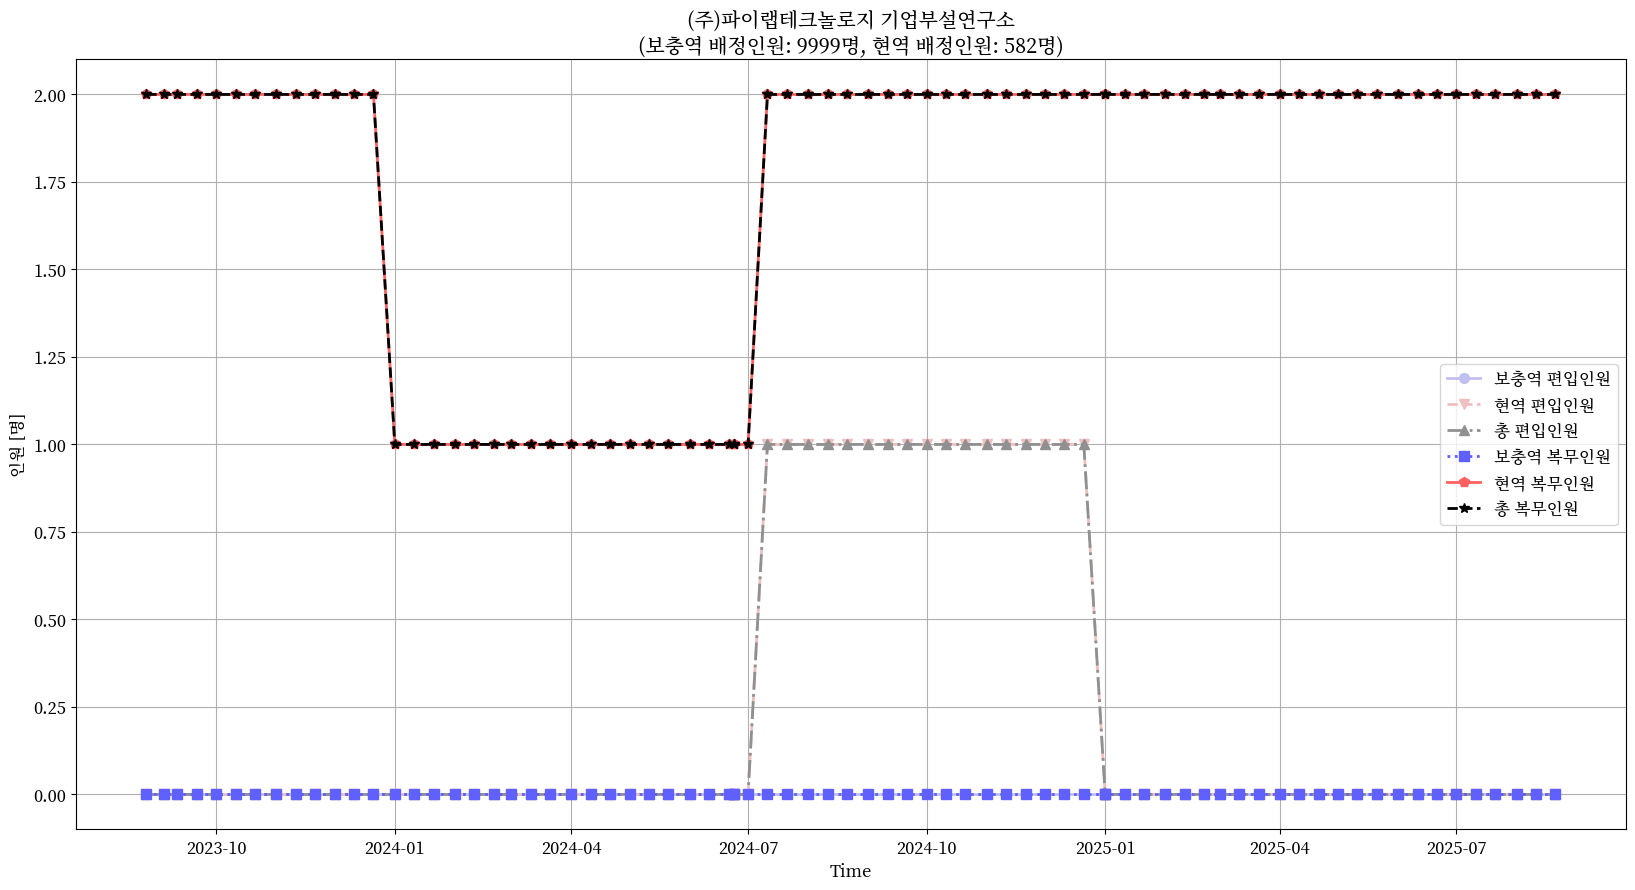 (주)파이랩테크놀로지 기업부설연구소
(보충역 배정인원: 9999명, 현역 배정인원: 582명)
인원 [명]
2.00
1.75
1.50
1.25
1.00
0.75
0.50
0.25
0.00
보충역 편입인원
현역 편입인원
총 편입인원
보충역 복무인원
현역 복무인원
총 복무인원
2023-10
2024-01
2024-04
2024-07
2024-10
2025-01
2025-04
2025-07
Time